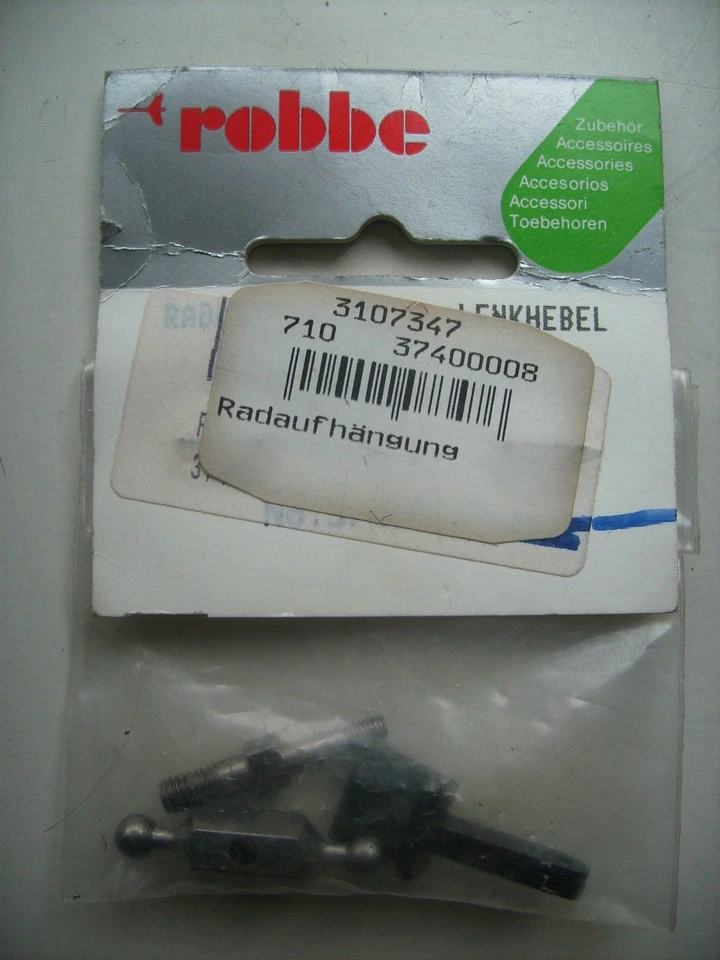 robbe
Zubehör
Accessoires
Accessories
Accesorios
Accessori
Toebehoren
LENKHEBEL
3107347
710 37400008
Radaufhängung